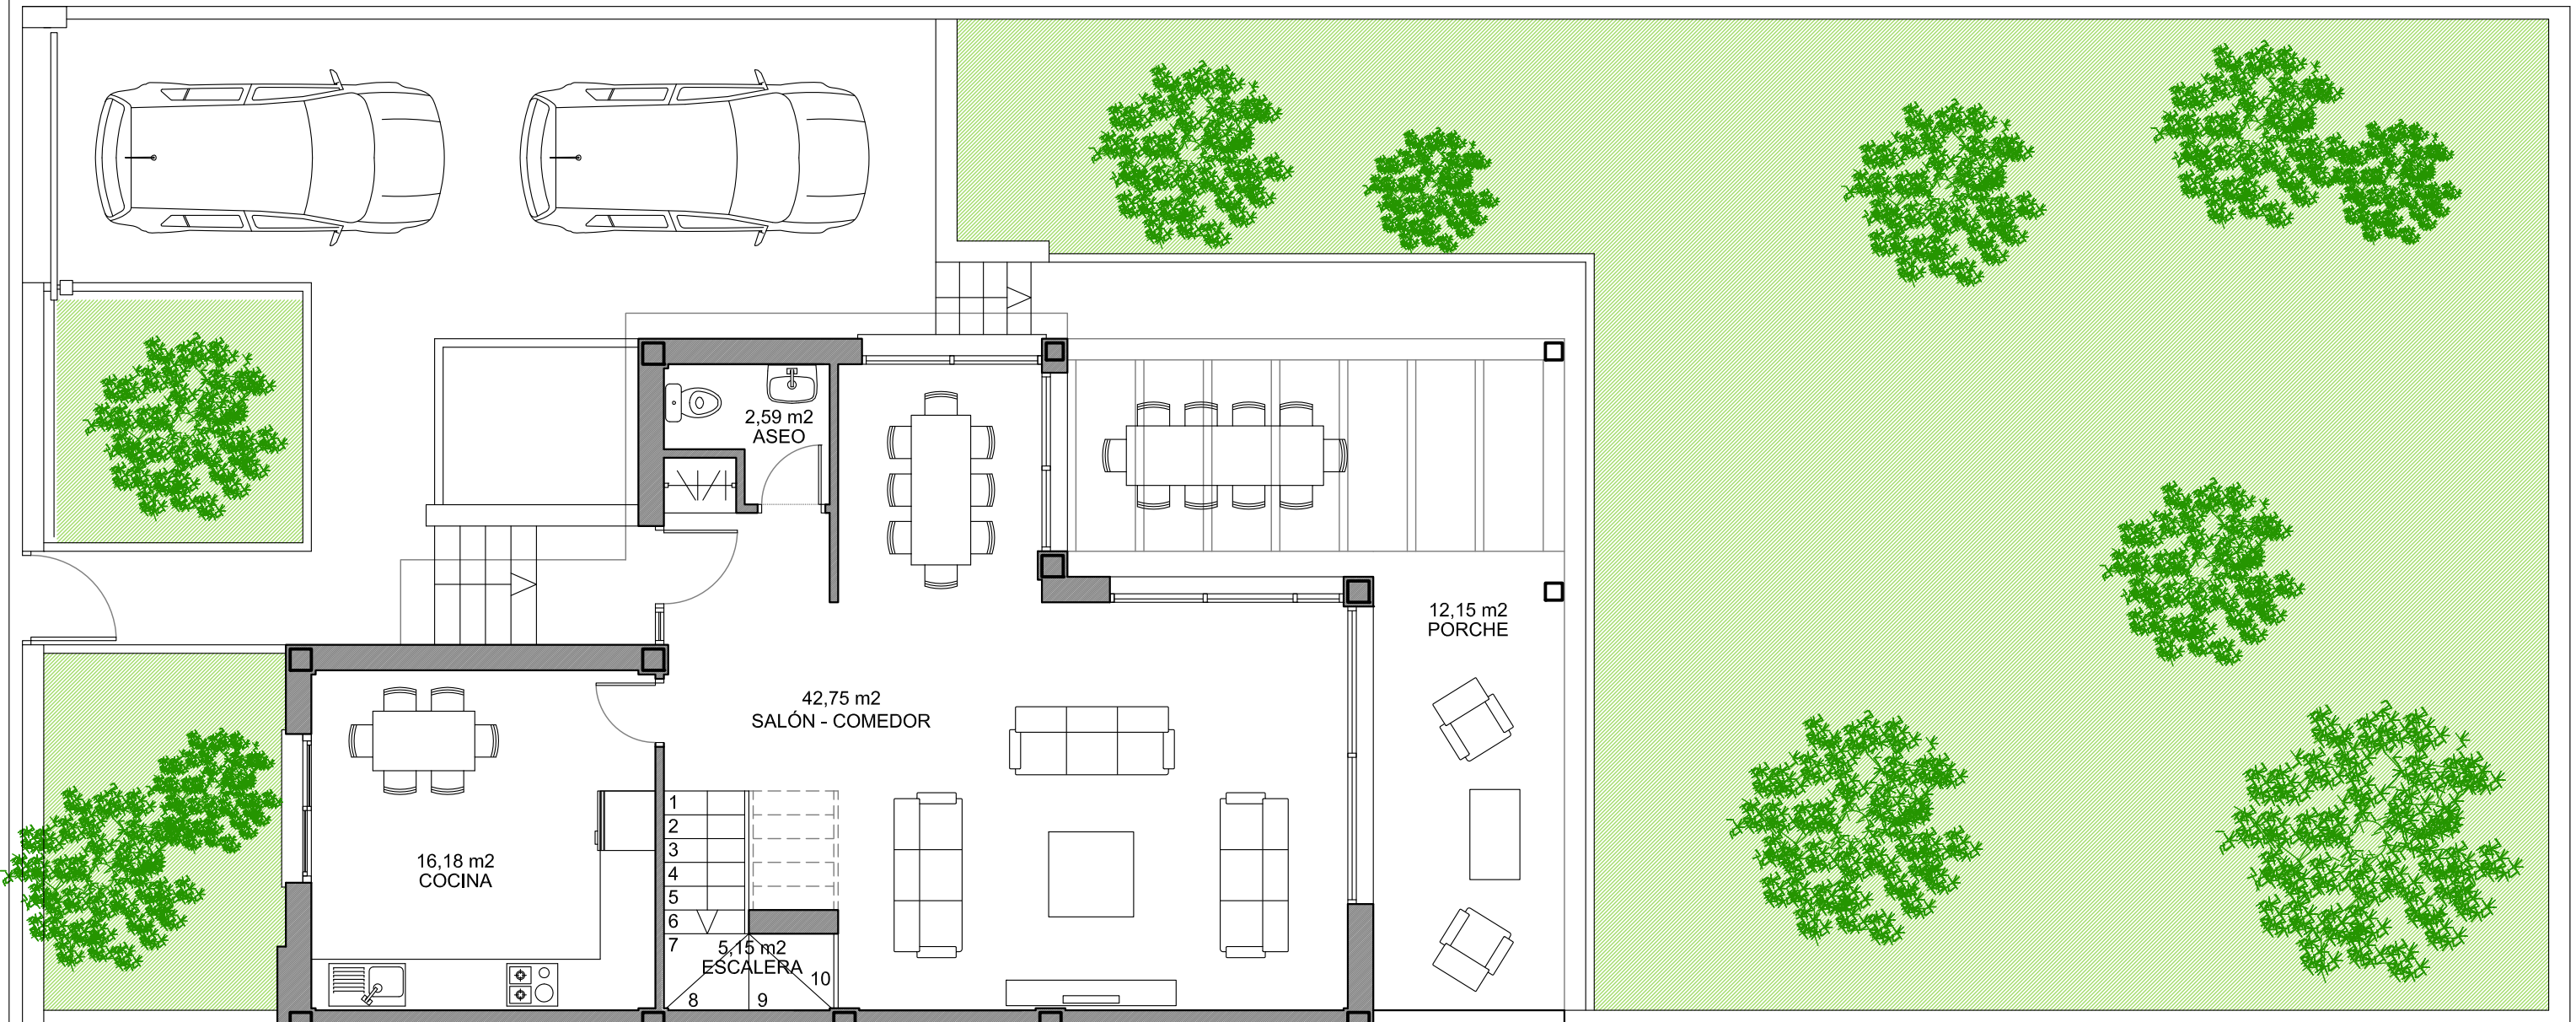 2,59 m2
ASEO
12,15 m2
PORCHE
42,75 m2
SALÓN - COMEDOR
16,18 m2
COCINA
1
2
3
4
5
6
7
5,15 m2
ESCALERA
8
9
10